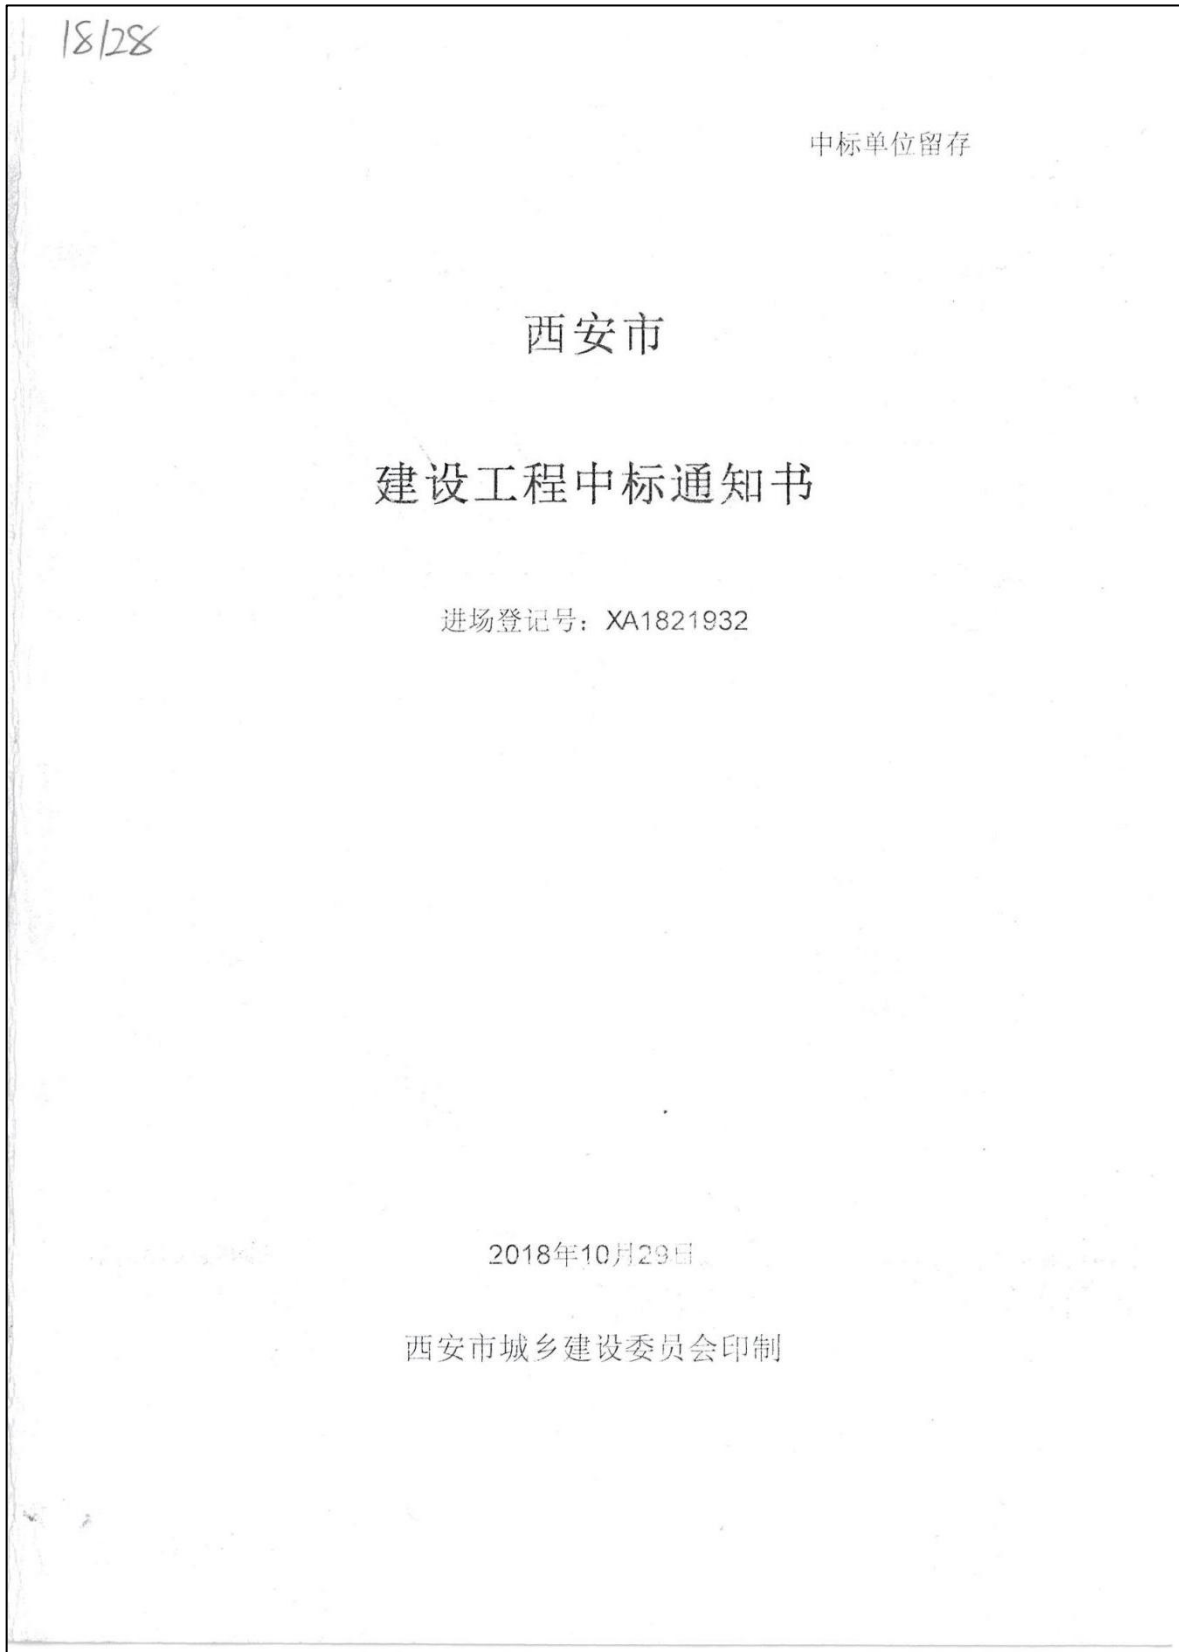 18128
中标单位留存
西安市
建设工程中标通知书
进场登记号：XA1821932
2018年10月29日
西安市城乡建设委员会印制